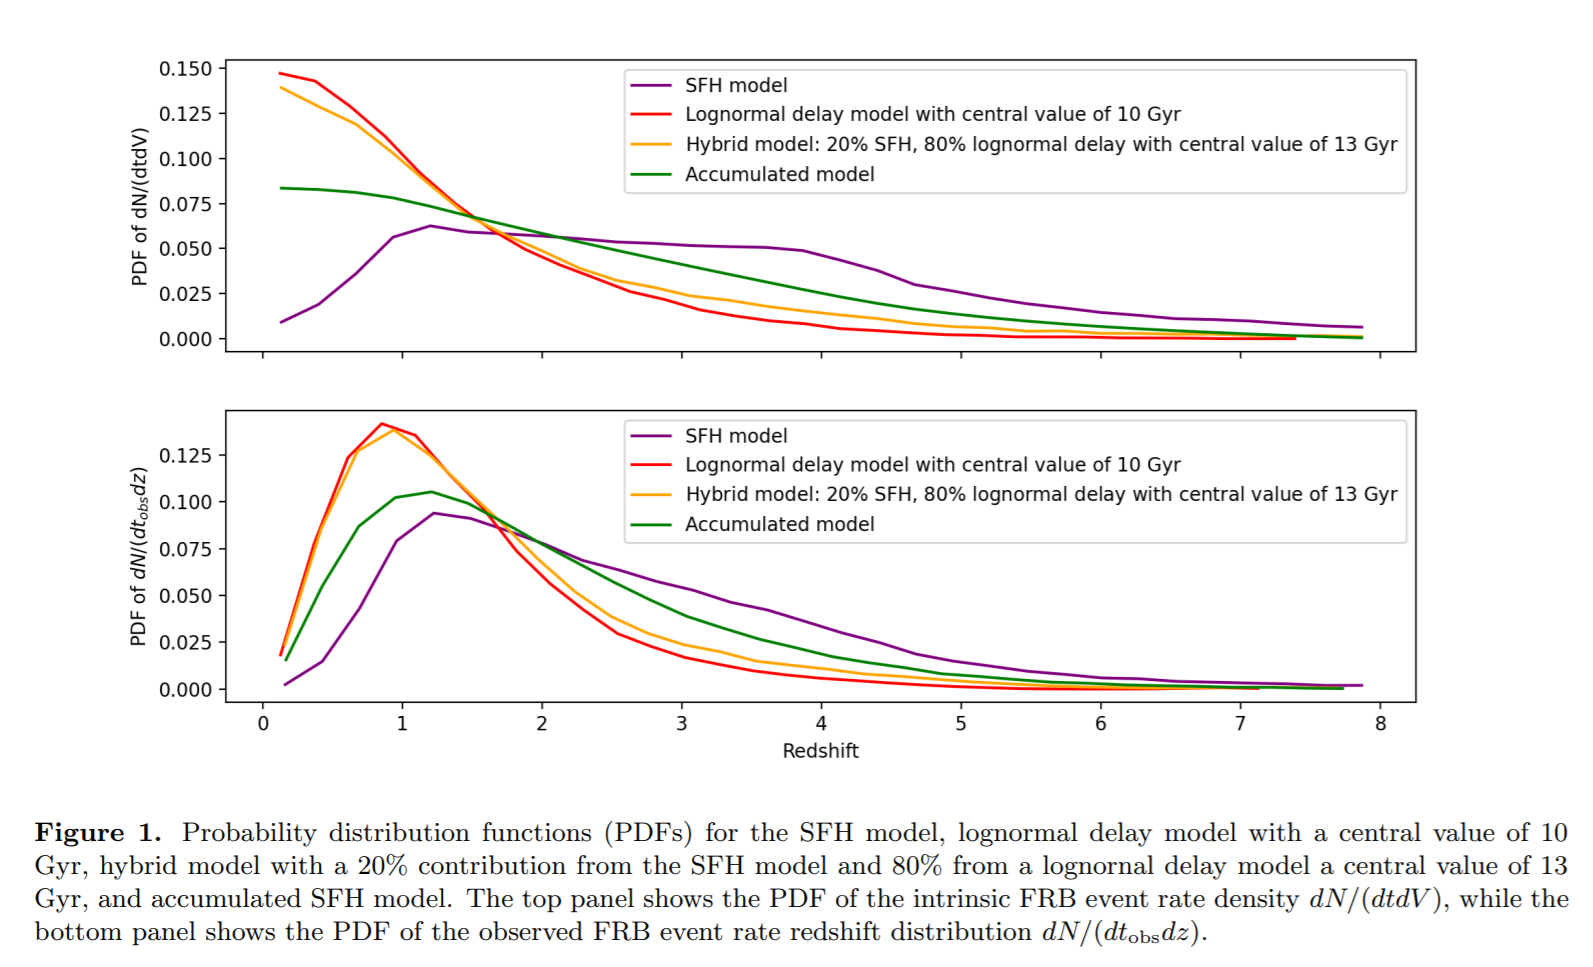 0.150
0.125
0.100
0.075
0.050
0.025
0.000
PDF of dN/(dtdV)
SFH model
Lognormal delay model with central value of 10 Gyr
Hybrid model: 20% SFH, 80% lognormal delay with central value of 13 Gyr
Accumulated model
0.125
0.100
0.075
0.050
0.025
0.000
PDF of dN/(dt_obs dz)
SFH model
Lognormal delay model with central value of 10 Gyr
Hybrid model: 20% SFH, 80% lognormal delay with central value of 13 Gyr
Accumulated model
0 1 2 3 4 5 6 7 8
Redshift
Figure 1. Probability distribution functions (PDFs) for the SFH model, lognormal delay model with a central value of 10
Gyr, hybrid model with a 20% contribution from the SFH model and 80% from a lognornal delay model a central value of 13
Gyr, and accumulated SFH model. The top panel shows the PDF of the intrinsic FRB event rate density dN/(dtdV), while the
bottom panel shows the PDF of the observed FRB event rate redshift distribution dN/(dt_obs dz).